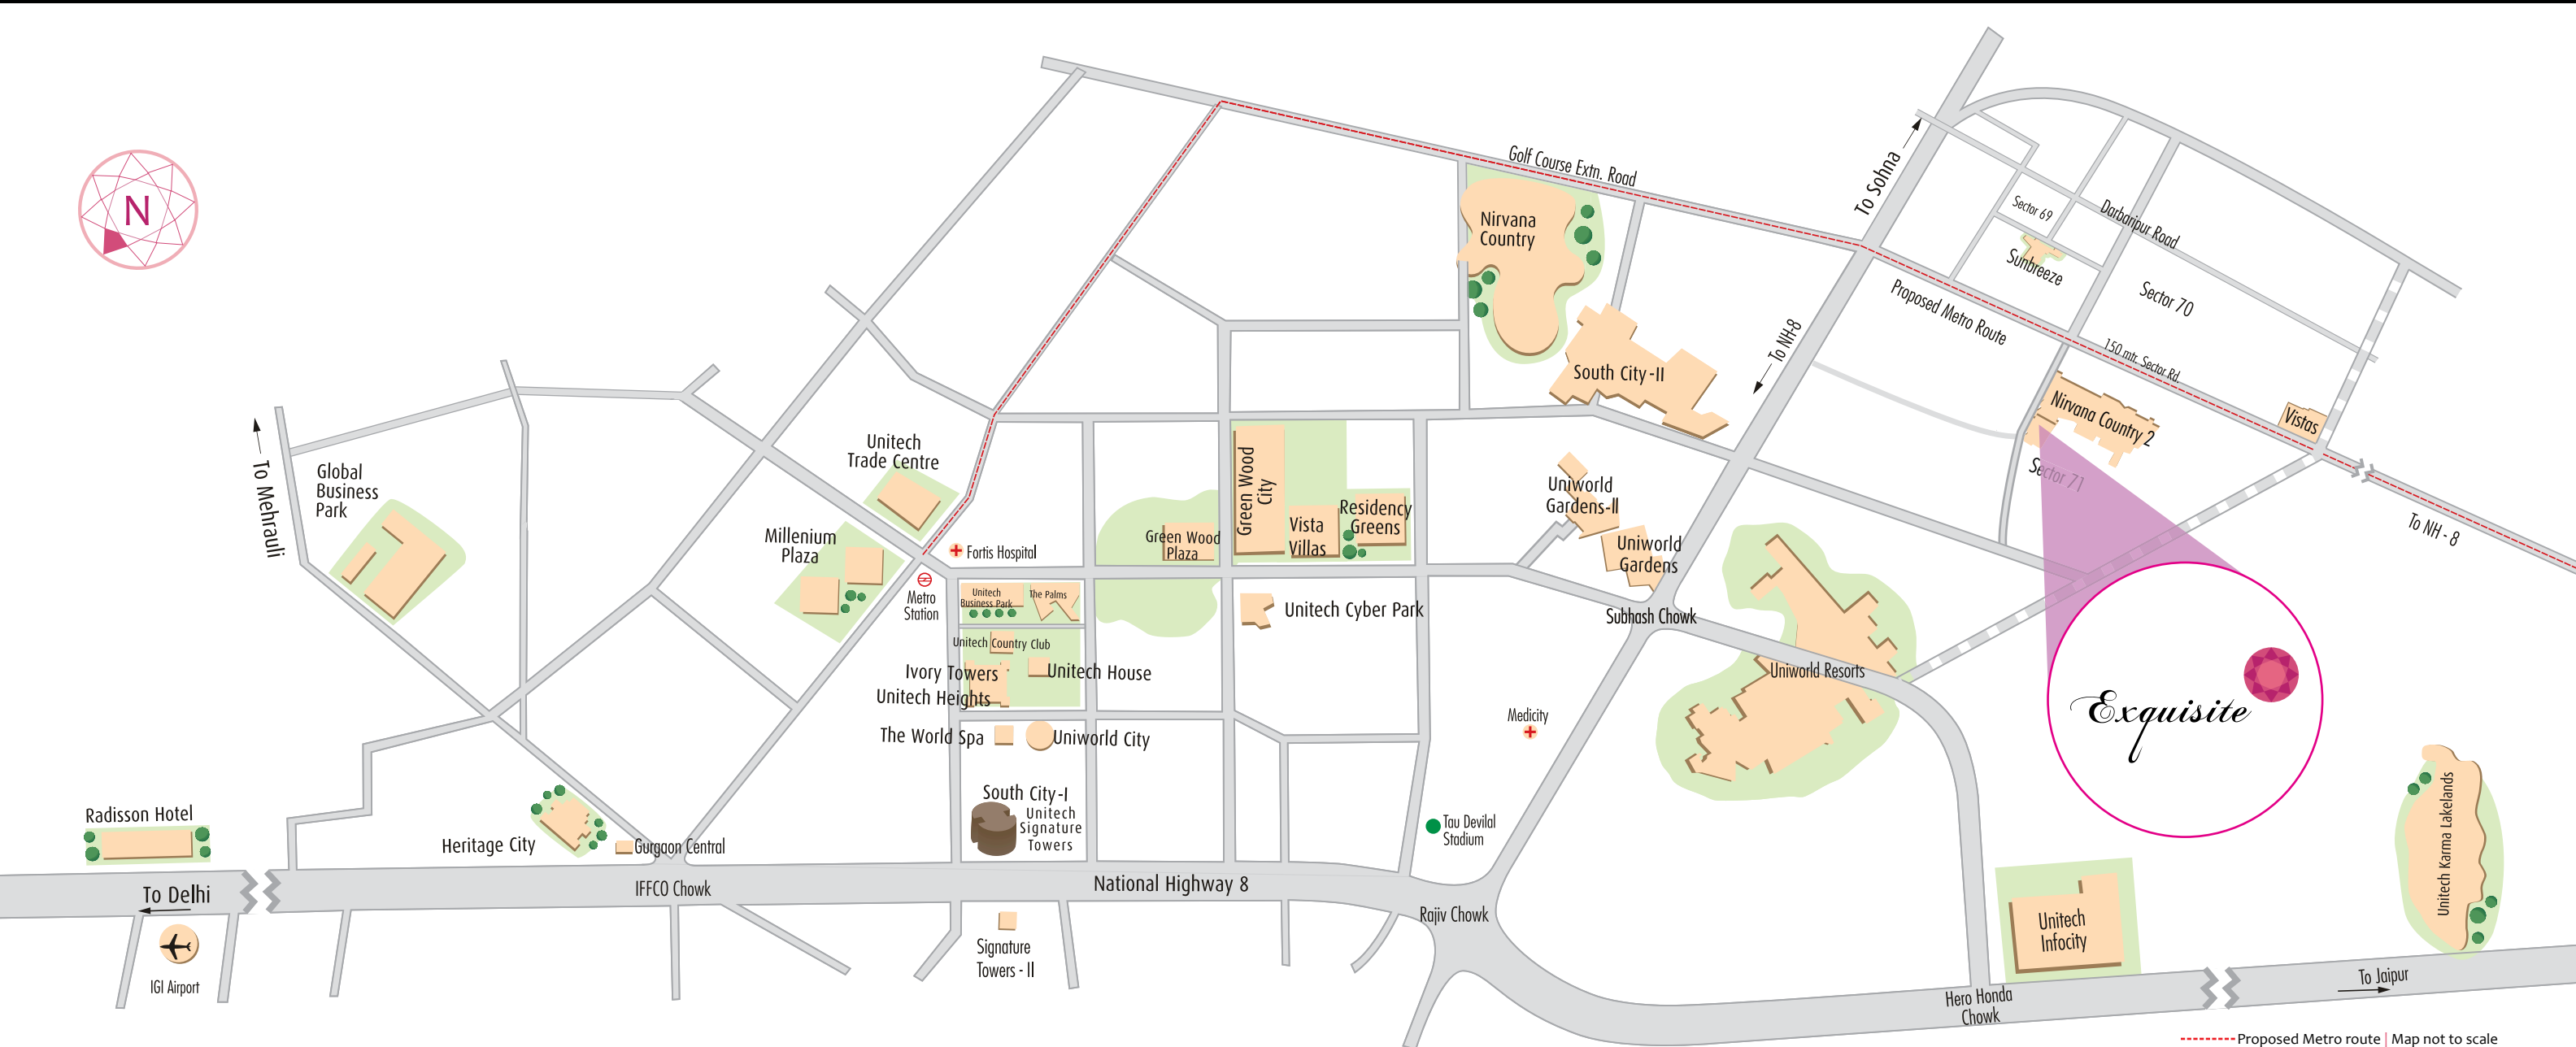 N
Golf Course Extn. Road
To Sohna
To NH-8
Nirvana
Country
South City-II
Sector 69
Sunbreeze
Darbaripur Road
Sector 70
Proposed Metro Route
150 mtr. Sector Rd.
Nirvana Country 2
Vistas
Sector 71
To NH - 8
To Mehrauli
Global
Business
Park
Unitech
Trade Centre
Millenium
Plaza
Fortis Hospital
Metro
Station
Green Wood
Plaza
Green Wood
City
Vista
Villas
Residency
Greens
Uniworld
Gardens-II
Uniworld
Gardens
Subhash Chowk
Unitech
Business Park
The Palms
Unitech Country Club
Ivory Towers
Unitech House
Unitech Heights
The World Spa
Uniworld City
Unitech Cyber Park
Uniworld Resorts
Medicity
Exquisite
South City-I
Unitech
Signature
Towers
Tau Devilal
Stadium
Radisson Hotel
Heritage City
Gurgaon Central
Unitech Karma Lakelands
To Delhi
IFFCO Chowk
National Highway 8
Rajiv Chowk
Unitech
Infocity
IGI Airport
Signature
Towers - II
Hero Honda
Chowk
To Jaipur
Proposed Metro route | Map not to scale